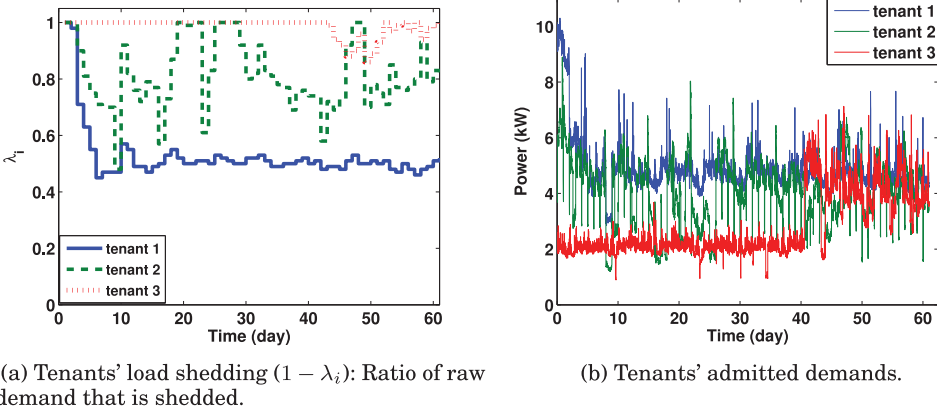 1
0.8
0.6
0.4
0.2
0
λi
tenant 1
tenant 2
tenant 3
0 10 20 30 40 50 60
Time (day)
(a) Tenants' load shedding (1 − λi): Ratio of raw
demand that is shedded.
10
8
6
4
2
0
Power (kW)
tenant 1
tenant 2
tenant 3
0 10 20 30 40 50 60
Time (day)
(b) Tenants' admitted demands.